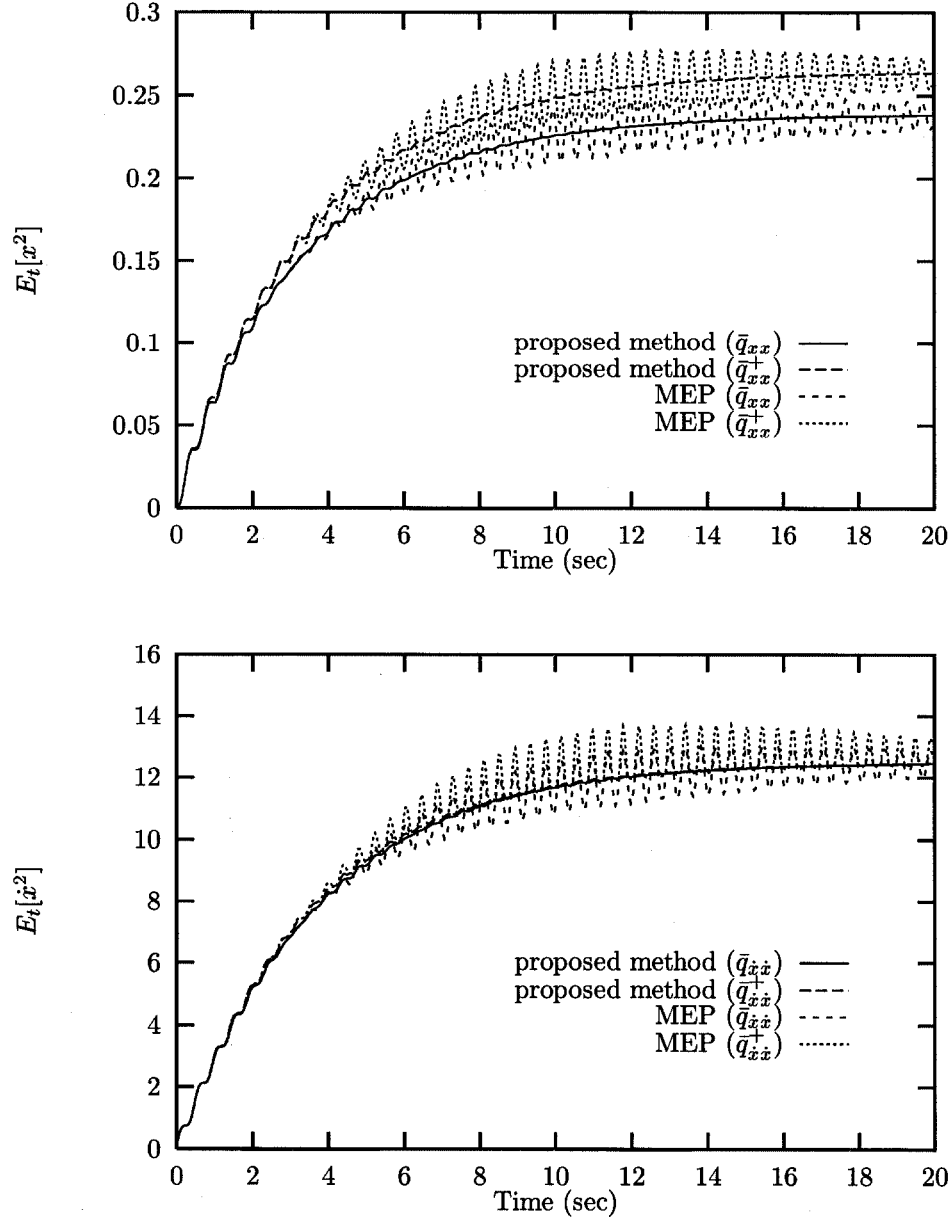 0.3
0.25
0.2
0.15
0.1
0.05
0
E_t[x²]
proposed method (q̄_xx)
proposed method (q̄⁺_xx)
MEP (q̄_xx)
MEP (q̄⁺_xx)
0 2 4 6 8 10 12 14 16 18 20
Time (sec)
16
14
12
10
8
6
4
2
0
E_t[ẋ²]
proposed method (q̄_ẋẋ)
proposed method (q̄⁺_ẋẋ)
MEP (q̄_ẋẋ)
MEP (q̄⁺_ẋẋ)
0 2 4 6 8 10 12 14 16 18 20
Time (sec)